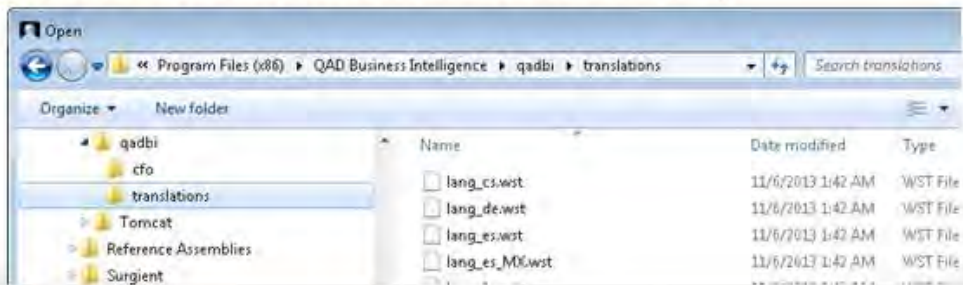 Open
« Program Files (x86) ▸ QAD Business Intelligence ▸ qadbi ▸ translations
Search translations
Organize
New folder
qadbi
cfo
translations
Tomcat
Reference Assemblies
Surgient
Name
Date modified
Type
lang_cs.wst
11/6/2013 1:42 AM
WST File
lang_de.wst
11/6/2013 1:42 AM
WST File
lang_es.wst
11/6/2013 1:42 AM
WST File
lang_es_MX.wst
11/6/2013 1:42 AM
WST File